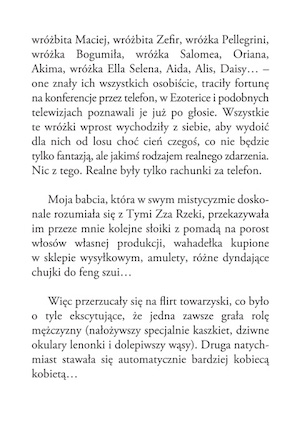 wróżbita Maciej, wróżbita Zefir, wróżka Pellegrini,
wróżka Bogumiła, wróżka Salomea, Oriana,
Akima, wróżka Ella Selena, Aida, Alis, Daisy… –
one znały ich wszystkich osobiście, traciły fortunę
na konferencje przez telefon, w Ezoterice i podobnych
telewizjach poznawali je już po głosie. Wszystkie
te wróżki wprost wychodziły z siebie, aby wydoić
dla nich od losu choć cień czegoś, co nie będzie
tylko fantazją, ale jakimś rodzajem realnego zdarzenia.
Nic z tego. Realne były tylko rachunki za telefon.
Moja babcia, która w swym mistycyzmie dosko-
nale rozumiała się z Tymi Zza Rzeki, przekazywała
im przeze mnie kolejne słoiki z pomadą na porost
włosów własnej produkcji, wahadełka kupione
w sklepie wysyłkowym, amulety, różne dyndające
chujki do feng szui…
Więc przerzucały się na flirt towarzyski, co było
o tyle ekscytujące, że jedna zawsze grała rolę
mężczyzny (nałożywszy specjalnie kaszkiet, dziwne
okulary lenonki i dolepiwszy wąsy). Druga natych-
miast stawała się automatycznie bardziej kobiecą
kobietą…